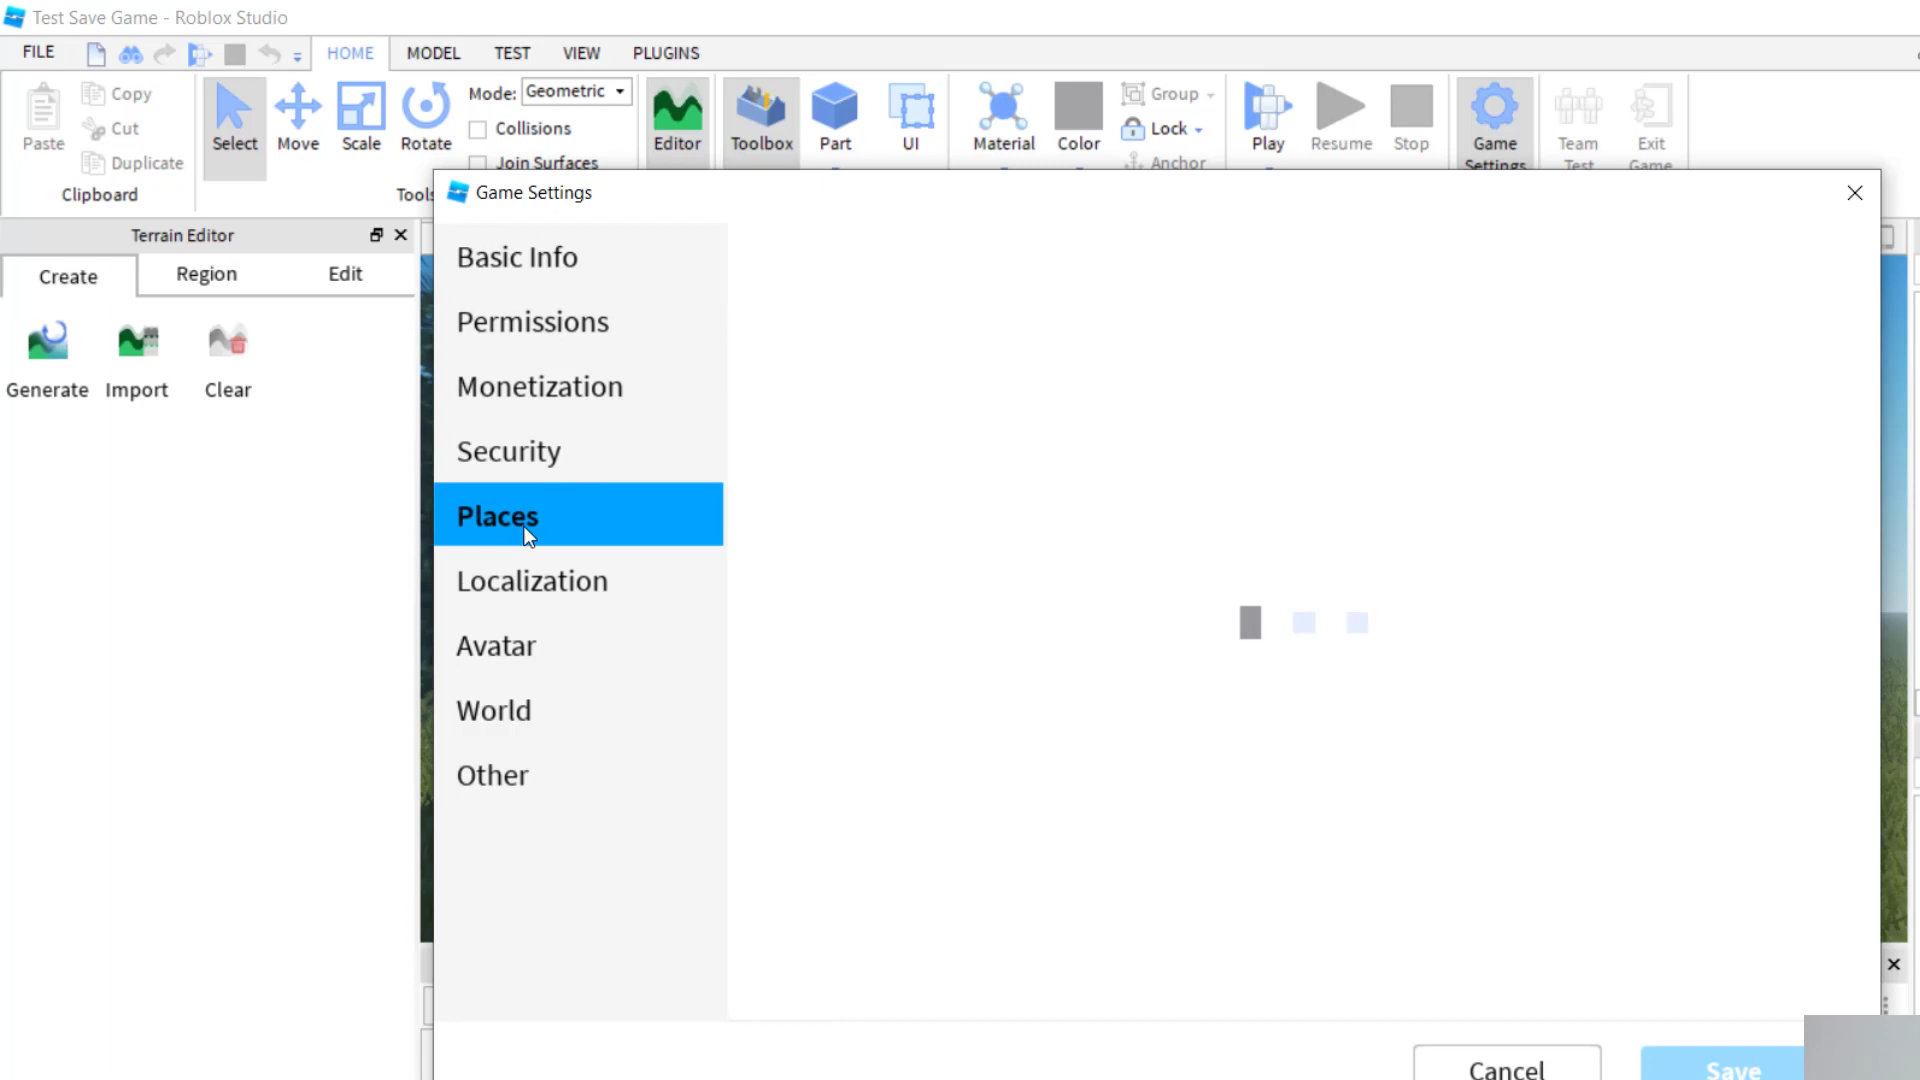 Test Save Game - Roblox Studio
FILE HOME MODEL TEST VIEW PLUGINS
Paste
Copy
Cut
Duplicate
Clipboard
Select Move Scale Rotate
Mode: Geometric
Collisions
Join Surfaces
Tools
Editor
Toolbox Part UI
Material Color
Group
Lock
Anchor
Play Resume Stop
Game
Settings
Team
Test
Exit
Game
Terrain Editor
Create Region Edit
Generate Import Clear
Game Settings
Basic Info
Permissions
Monetization
Security
Places
Localization
Avatar
World
Other
Cancel Save